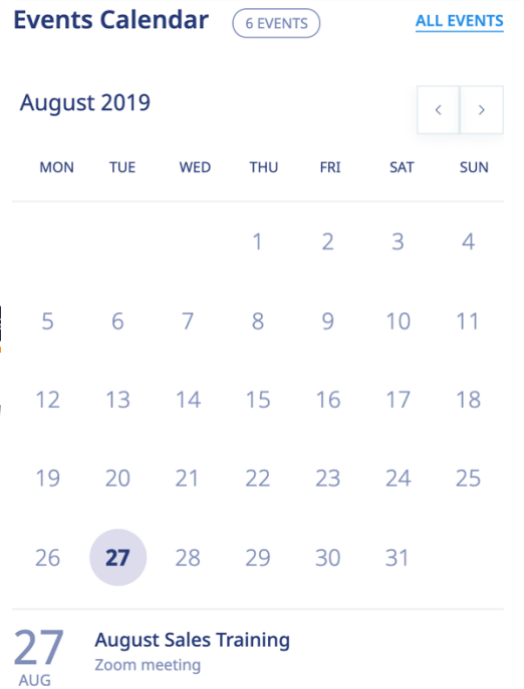 Events Calendar 6 EVENTS ALL EVENTS
August 2019 < >
MON TUE WED THU FRI SAT SUN
1 2 3 4
5 6 7 8 9 10 11
12 13 14 15 16 17 18
19 20 21 22 23 24 25
26 27 28 29 30 31
27 August Sales Training
AUG Zoom meeting